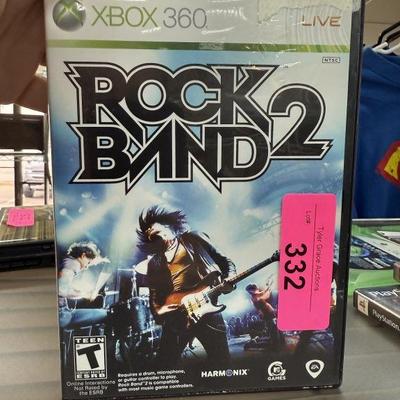 XBOX 360
LIVE
NTSC
ROCK
BAND 2
Lot#
Tyler Grace Auctions
332
TEEN
T
ESRB
Online Interactions
Not Rated by
the ESRB
Requires a drum, microphone,
or guitar controller to play.
Rock Band 2 is compatible
with most music game controllers.
HARMONIX
MTV
GAMES
EA
PlayStation